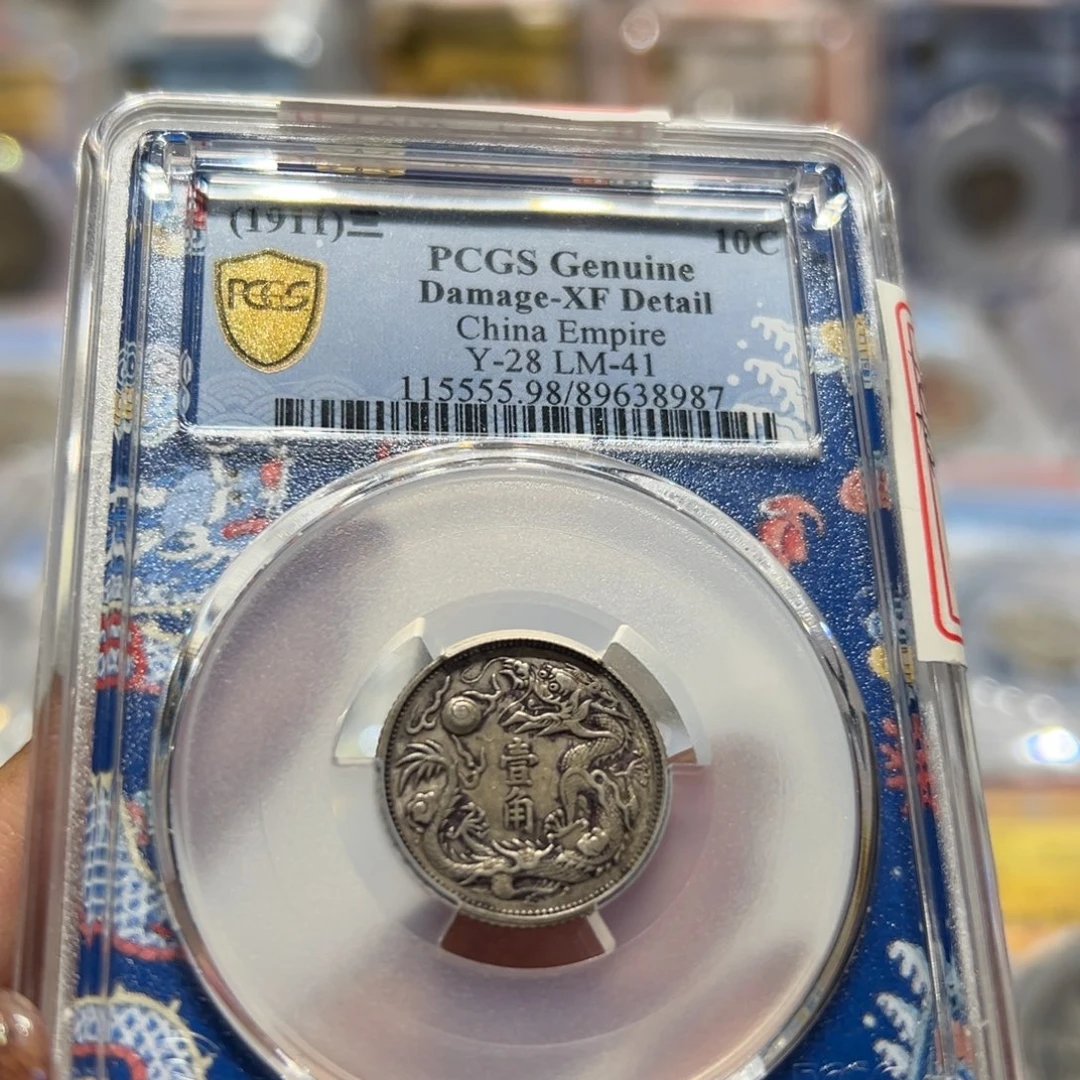 (1911)三 10C
PCGS Genuine
PCGS
Damage-XF Detail
China Empire
Y-28 LM-41
115555.98/89638987
壹
角